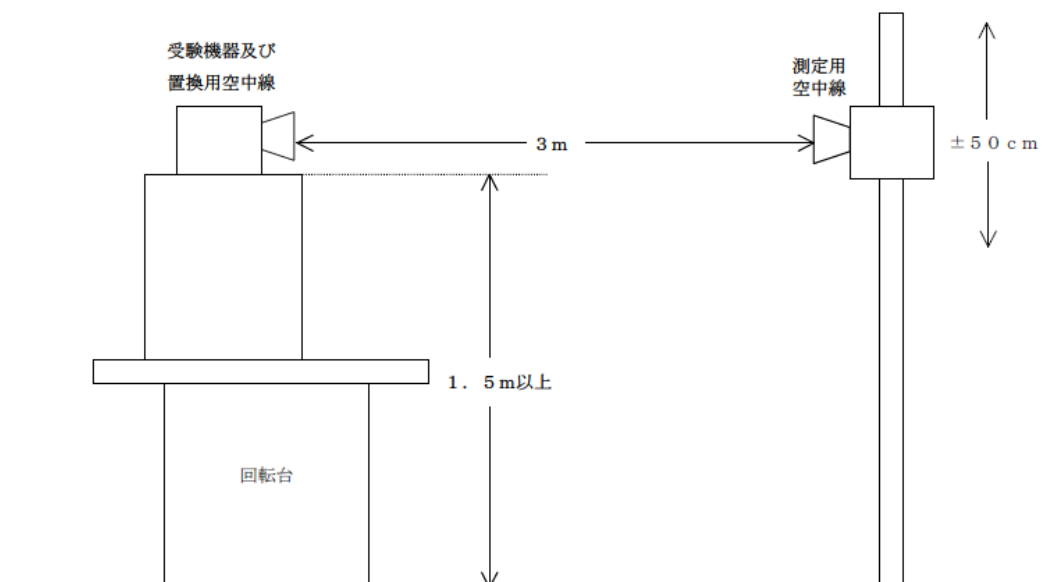 受験機器及び
置換用空中線
測定用
空中線
3m
±50cm
1.5m以上
回転台